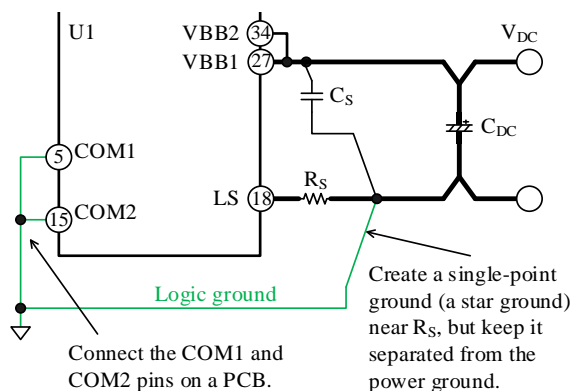 U1
VBB2
34
VDC
VBB1
27
CS
CDC
5
COM1
RS
LS
18
15
COM2
Logic ground
Create a single-point
ground (a star ground)
near RS, but keep it
separated from the
power ground.
Connect the COM1 and
COM2 pins on a PCB.